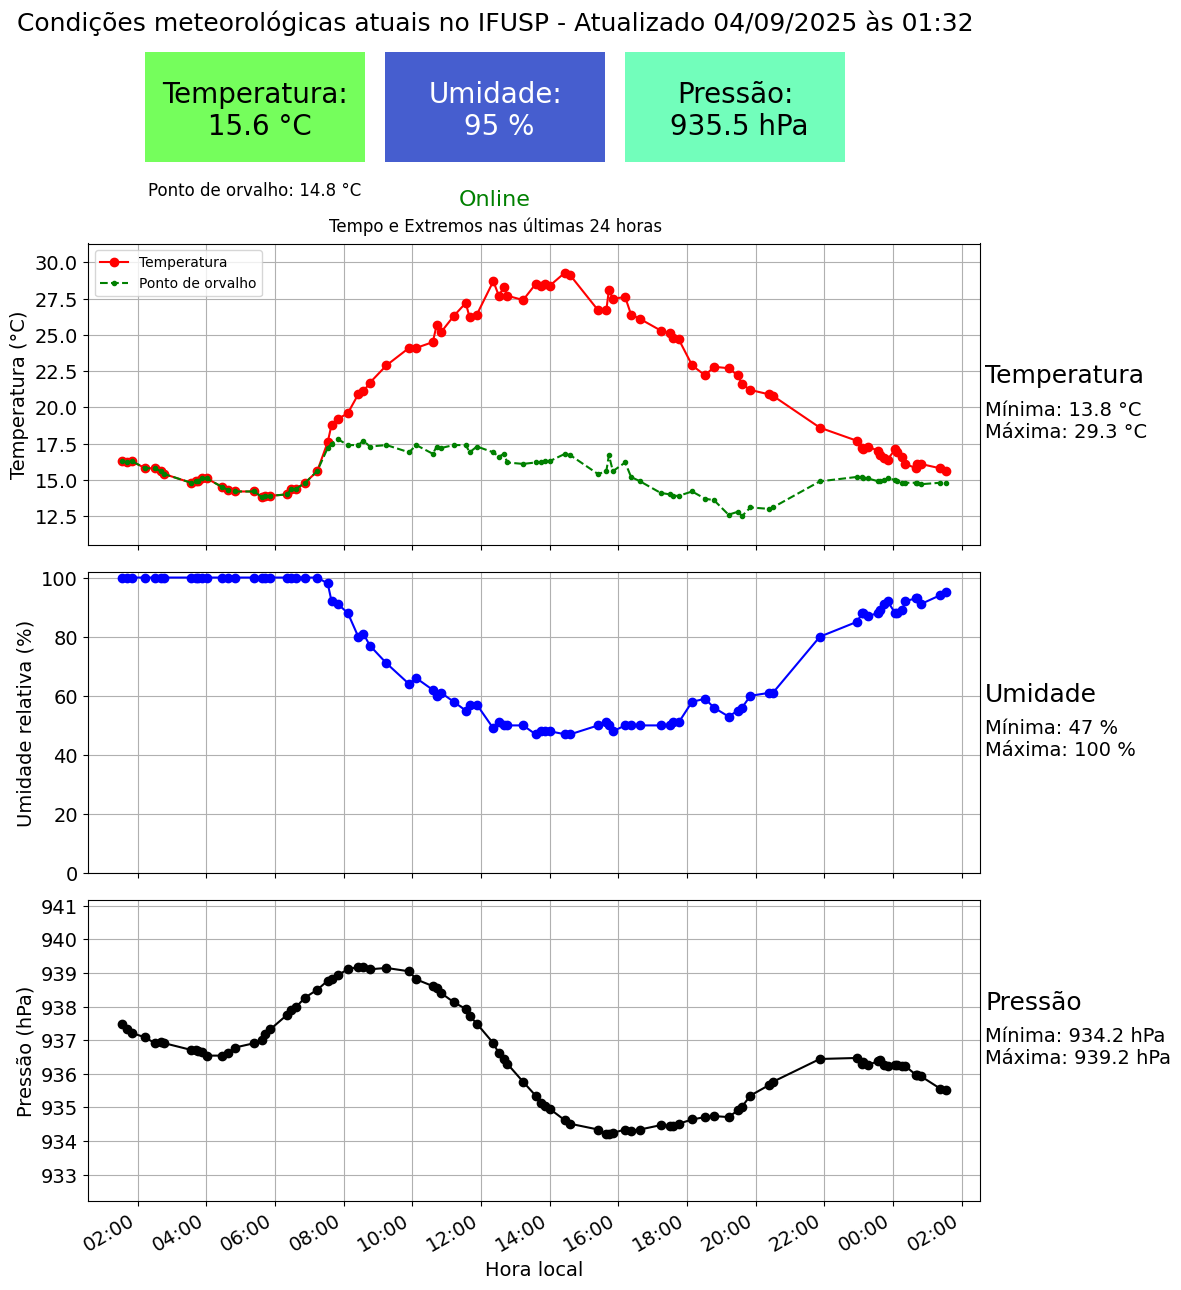 Condições meteorológicas atuais no IFUSP - Atualizado 04/09/2025 às 01:32
Temperatura:
15.6 °C
Umidade:
95 %
Pressão:
935.5 hPa
Ponto de orvalho: 14.8 °C
Online
Tempo e Extremos nas últimas 24 horas
Temperatura
Ponto de orvalho
Temperatura (°C)
30.0
27.5
25.0
22.5
20.0
17.5
15.0
12.5
Temperatura
Mínima: 13.8 °C
Máxima: 29.3 °C
Umidade relativa (%)
100
80
60
40
20
0
Umidade
Mínima: 47 %
Máxima: 100 %
Pressão (hPa)
941
940
939
938
937
936
935
934
933
Pressão
Mínima: 934.2 hPa
Máxima: 939.2 hPa
02:00
04:00
06:00
08:00
10:00
12:00
14:00
16:00
18:00
20:00
22:00
00:00
02:00
Hora local